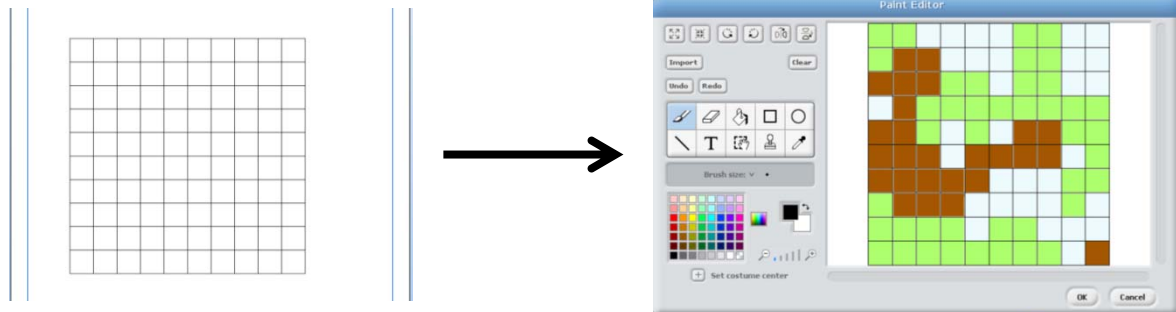 Paint Editor
Import Clear
Undo Redo
T
Brush size:
Set costume center
OK Cancel